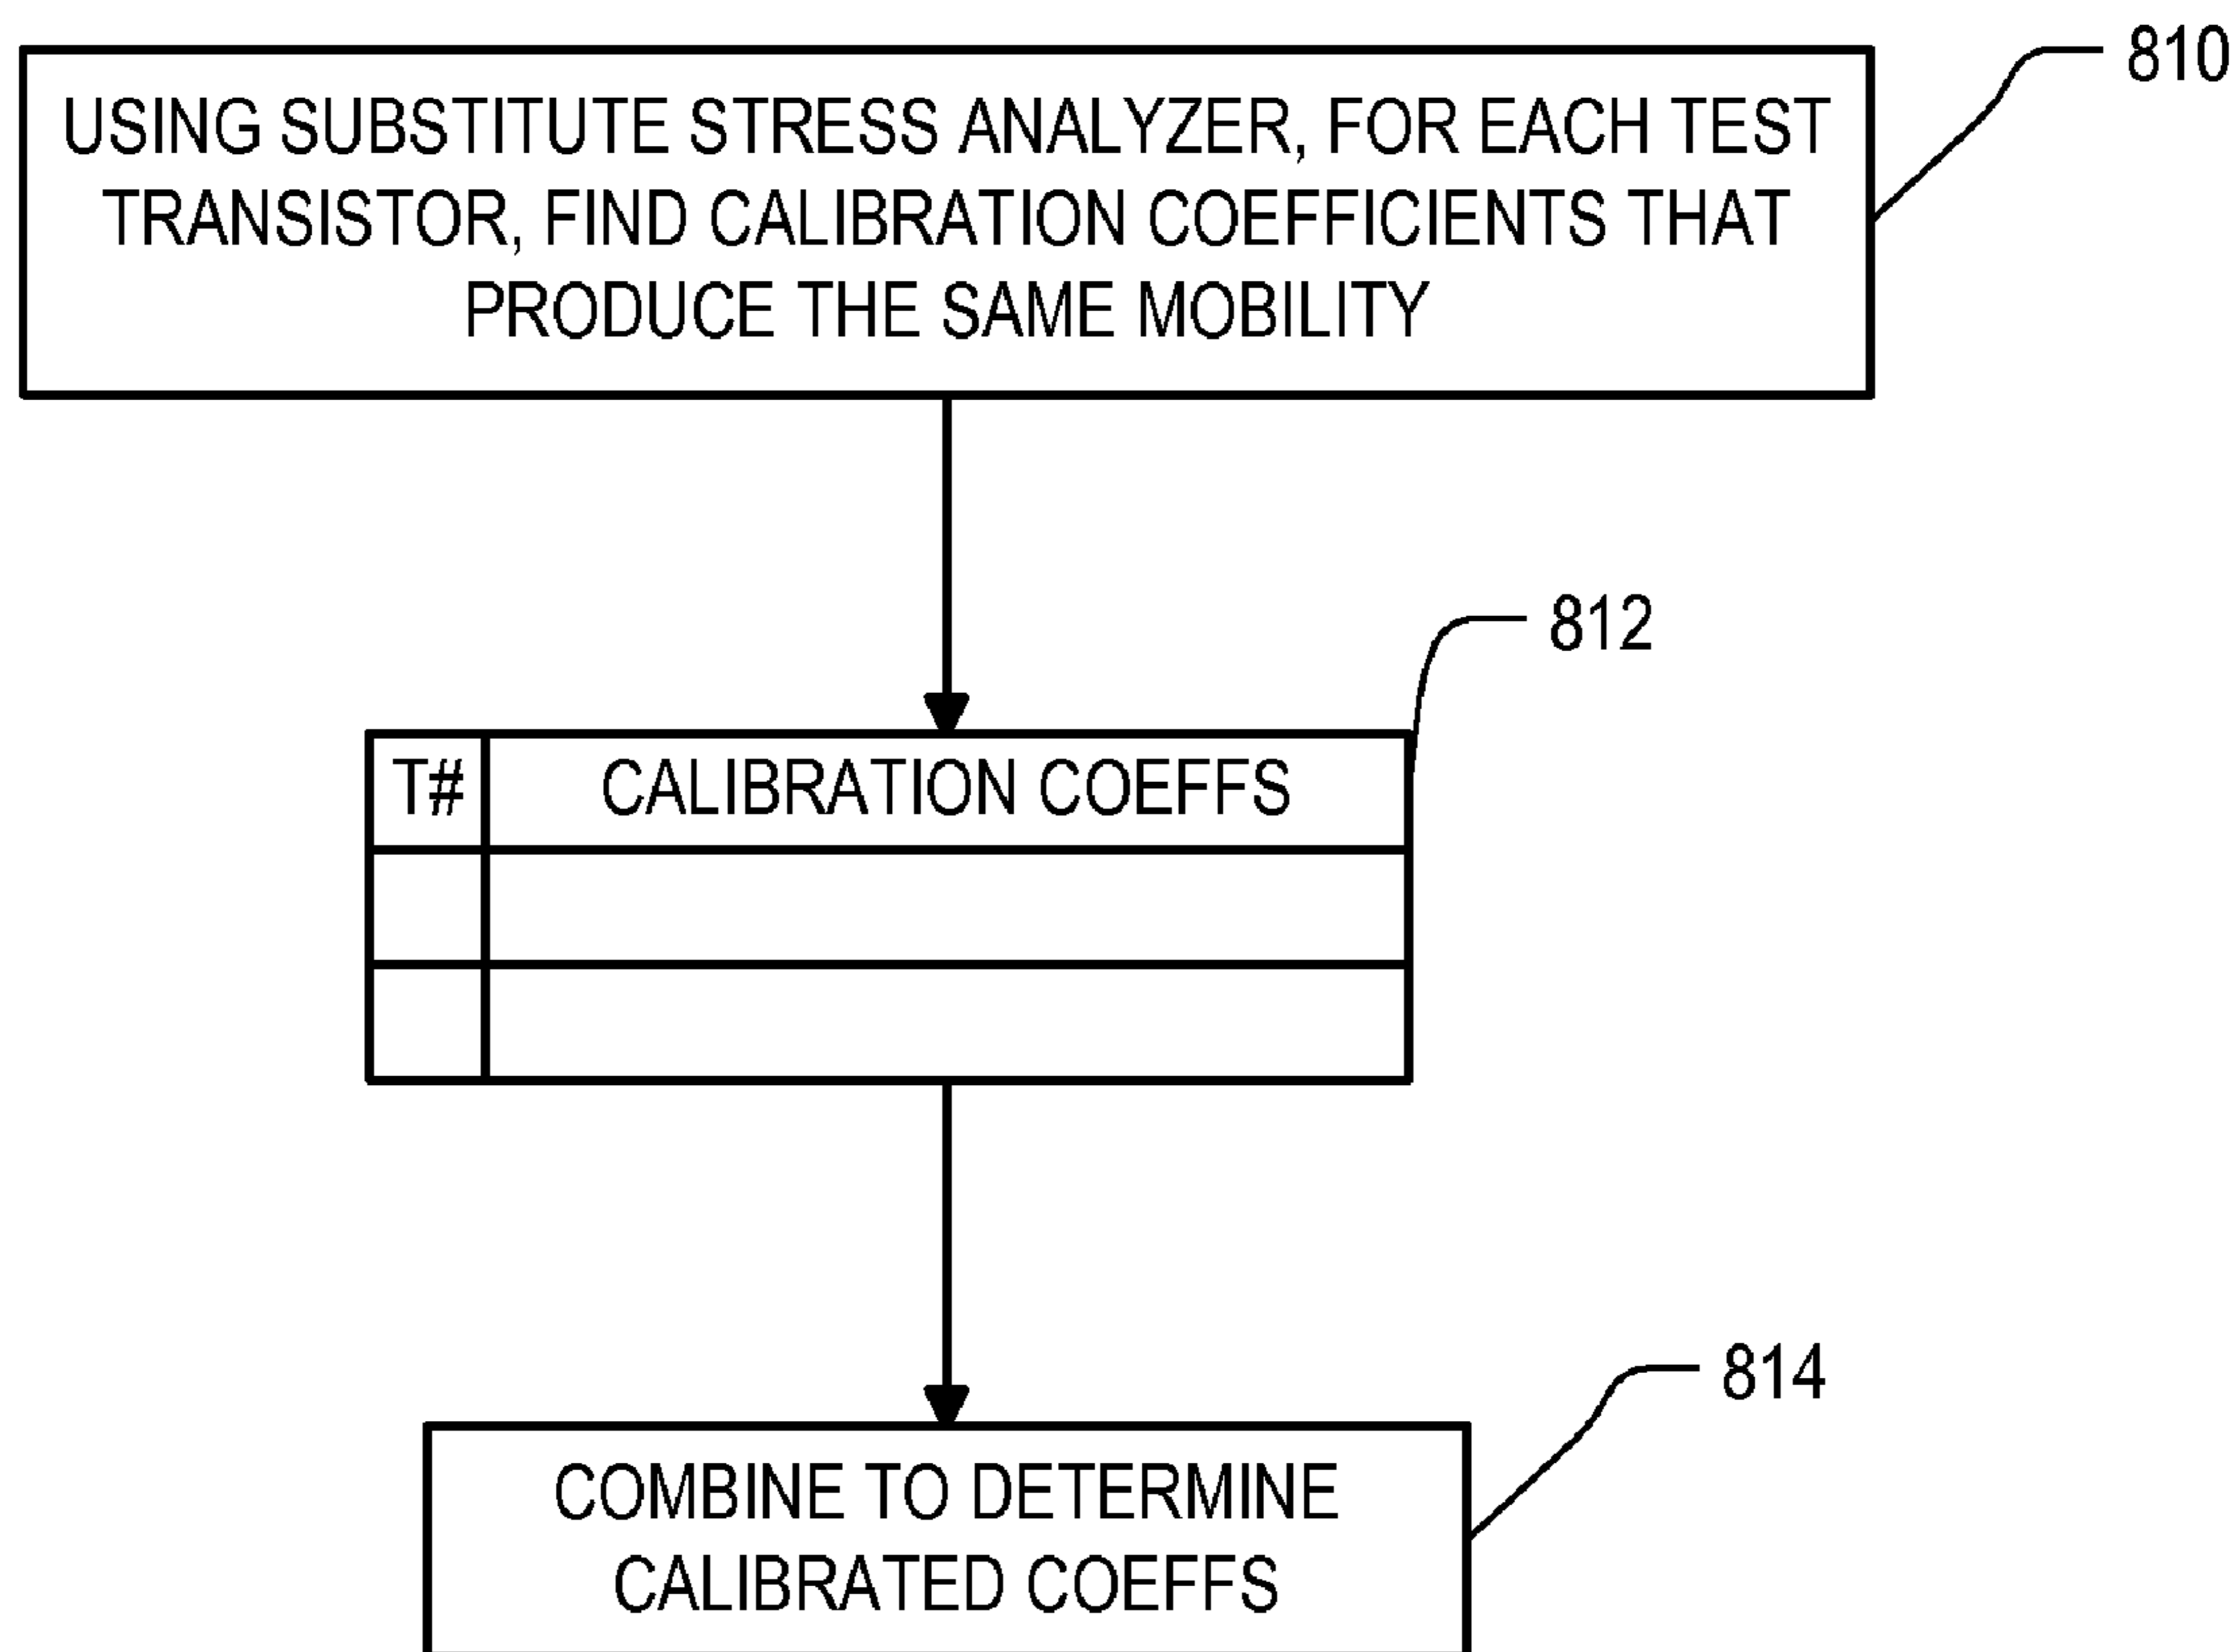 810
USING SUBSTITUTE STRESS ANALYZER, FOR EACH TEST
TRANSISTOR, FIND CALIBRATION COEFFICIENTS THAT
PRODUCE THE SAME MOBILITY
812
T# CALIBRATION COEFFS
814
COMBINE TO DETERMINE
CALIBRATED COEFFS